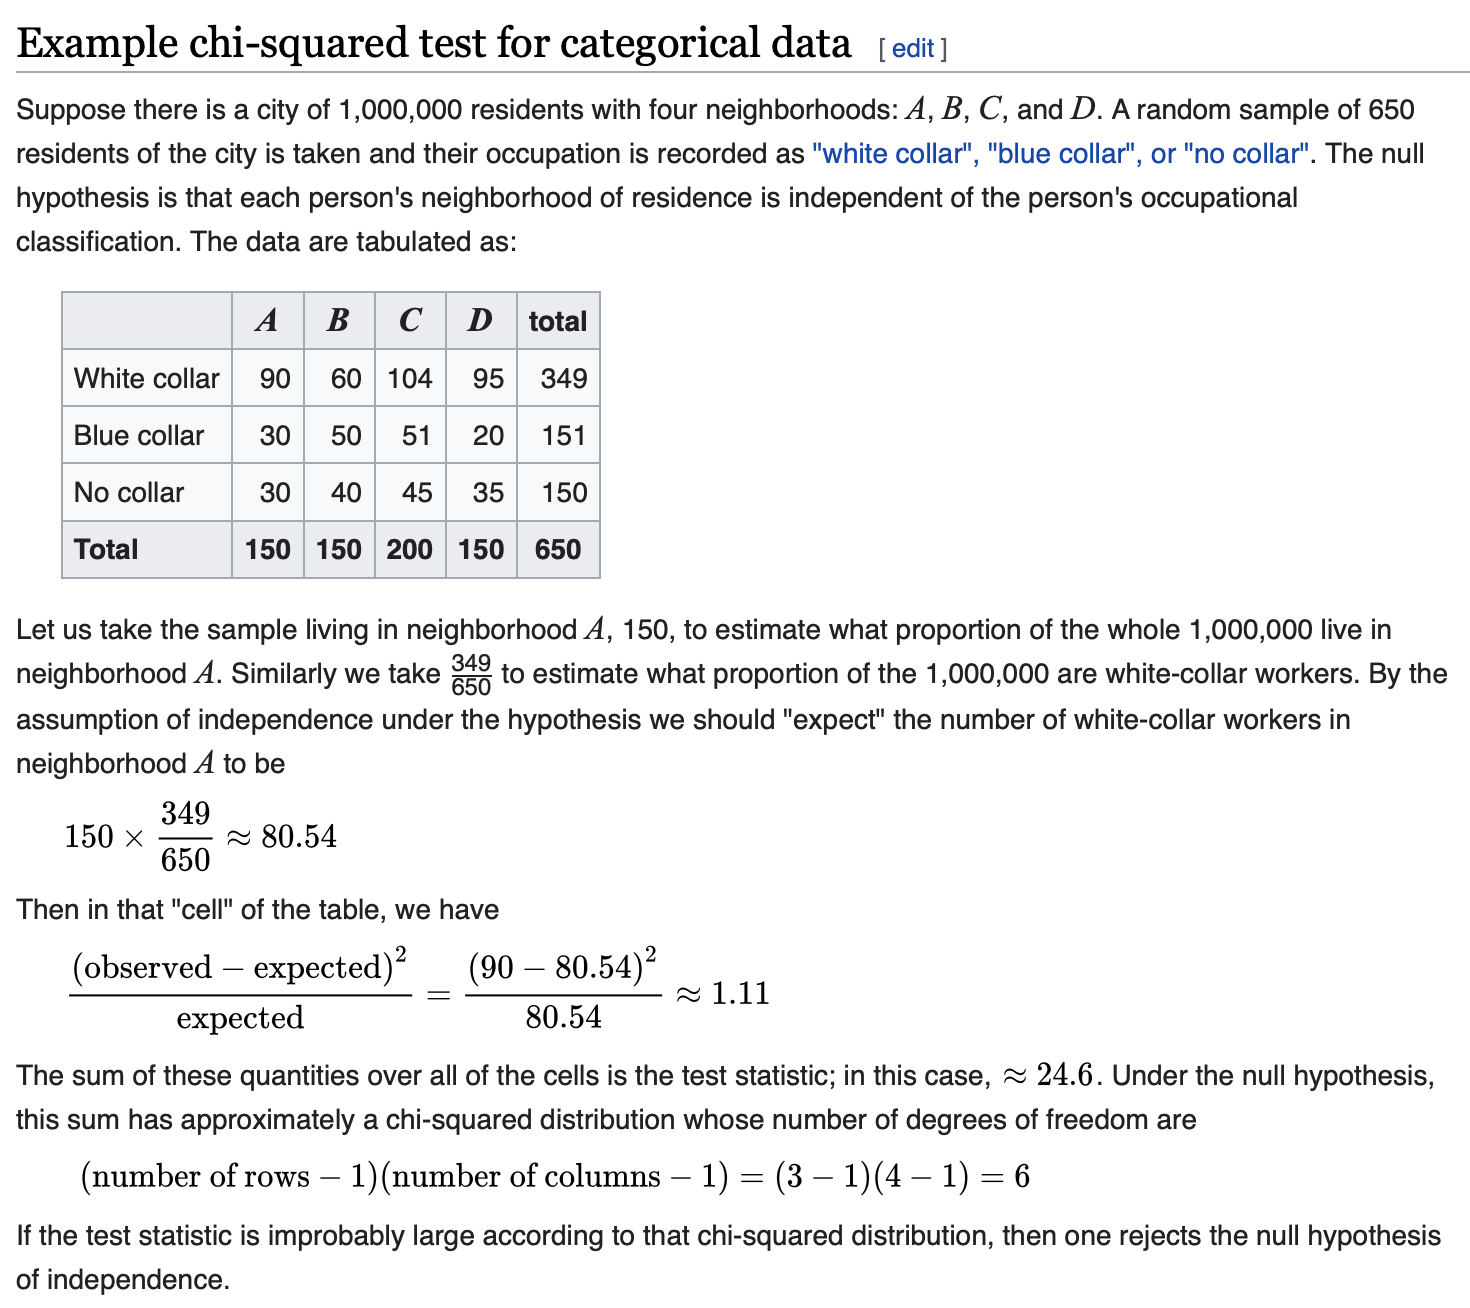 Example chi-squared test for categorical data [ edit ]
Suppose there is a city of 1,000,000 residents with four neighborhoods: A, B, C, and D. A random sample of 650
residents of the city is taken and their occupation is recorded as "white collar", "blue collar", or "no collar". The null
hypothesis is that each person's neighborhood of residence is independent of the person's occupational
classification. The data are tabulated as:
A B C D total
White collar 90 60 104 95 349
Blue collar 30 50 51 20 151
No collar 30 40 45 35 150
Total 150 150 200 150 650
Let us take the sample living in neighborhood A, 150, to estimate what proportion of the whole 1,000,000 live in
neighborhood A. Similarly we take 349/650 to estimate what proportion of the 1,000,000 are white-collar workers. By the
assumption of independence under the hypothesis we should "expect" the number of white-collar workers in
neighborhood A to be
150 × 349/650 ≈ 80.54
Then in that "cell" of the table, we have
(observed − expected)²/expected = (90 − 80.54)²/80.54 ≈ 1.11
The sum of these quantities over all of the cells is the test statistic; in this case, ≈ 24.6. Under the null hypothesis,
this sum has approximately a chi-squared distribution whose number of degrees of freedom are
(number of rows − 1)(number of columns − 1) = (3 − 1)(4 − 1) = 6
If the test statistic is improbably large according to that chi-squared distribution, then one rejects the null hypothesis
of independence.